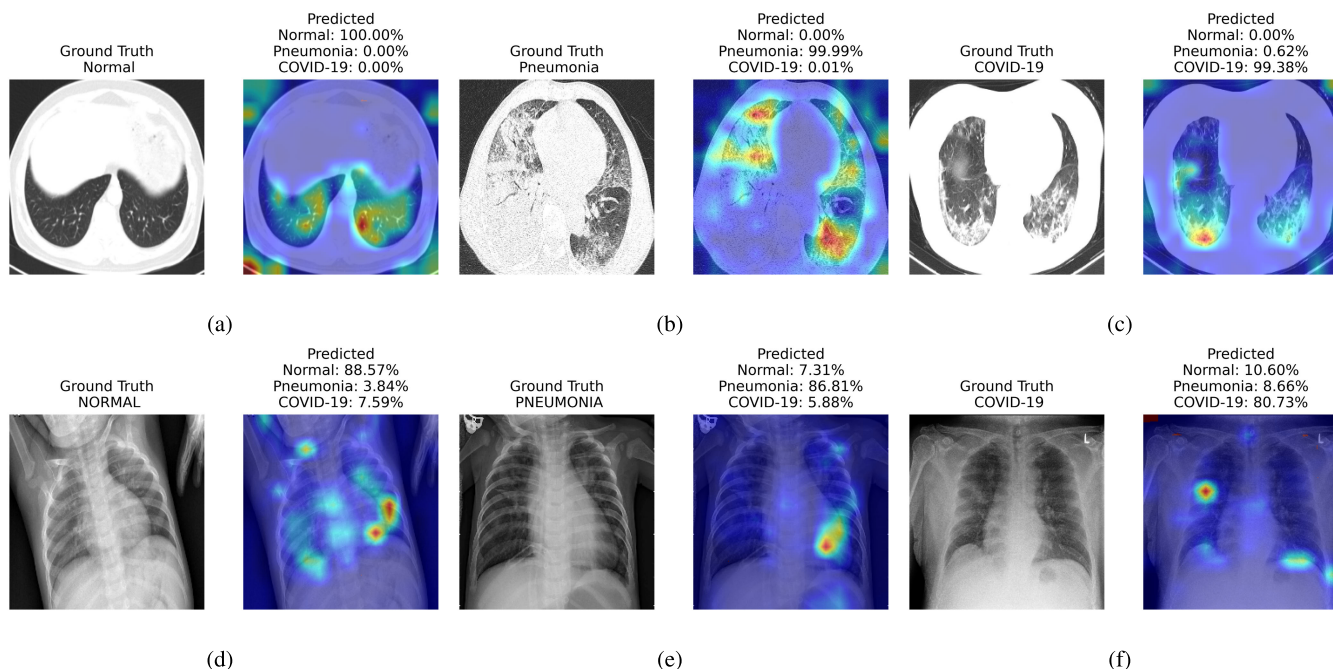 Ground Truth
Normal
Predicted
Normal: 100.00%
Pneumonia: 0.00%
COVID-19: 0.00%
Ground Truth
Pneumonia
Predicted
Normal: 0.00%
Pneumonia: 99.99%
COVID-19: 0.01%
Ground Truth
COVID-19
Predicted
Normal: 0.00%
Pneumonia: 0.62%
COVID-19: 99.38%
(a)
(b)
(c)
Ground Truth
NORMAL
Predicted
Normal: 88.57%
Pneumonia: 3.84%
COVID-19: 7.59%
Ground Truth
PNEUMONIA
Predicted
Normal: 7.31%
Pneumonia: 86.81%
COVID-19: 5.88%
Ground Truth
COVID-19
L
Predicted
Normal: 10.60%
Pneumonia: 8.66%
COVID-19: 80.73%
L
(d)
(e)
(f)